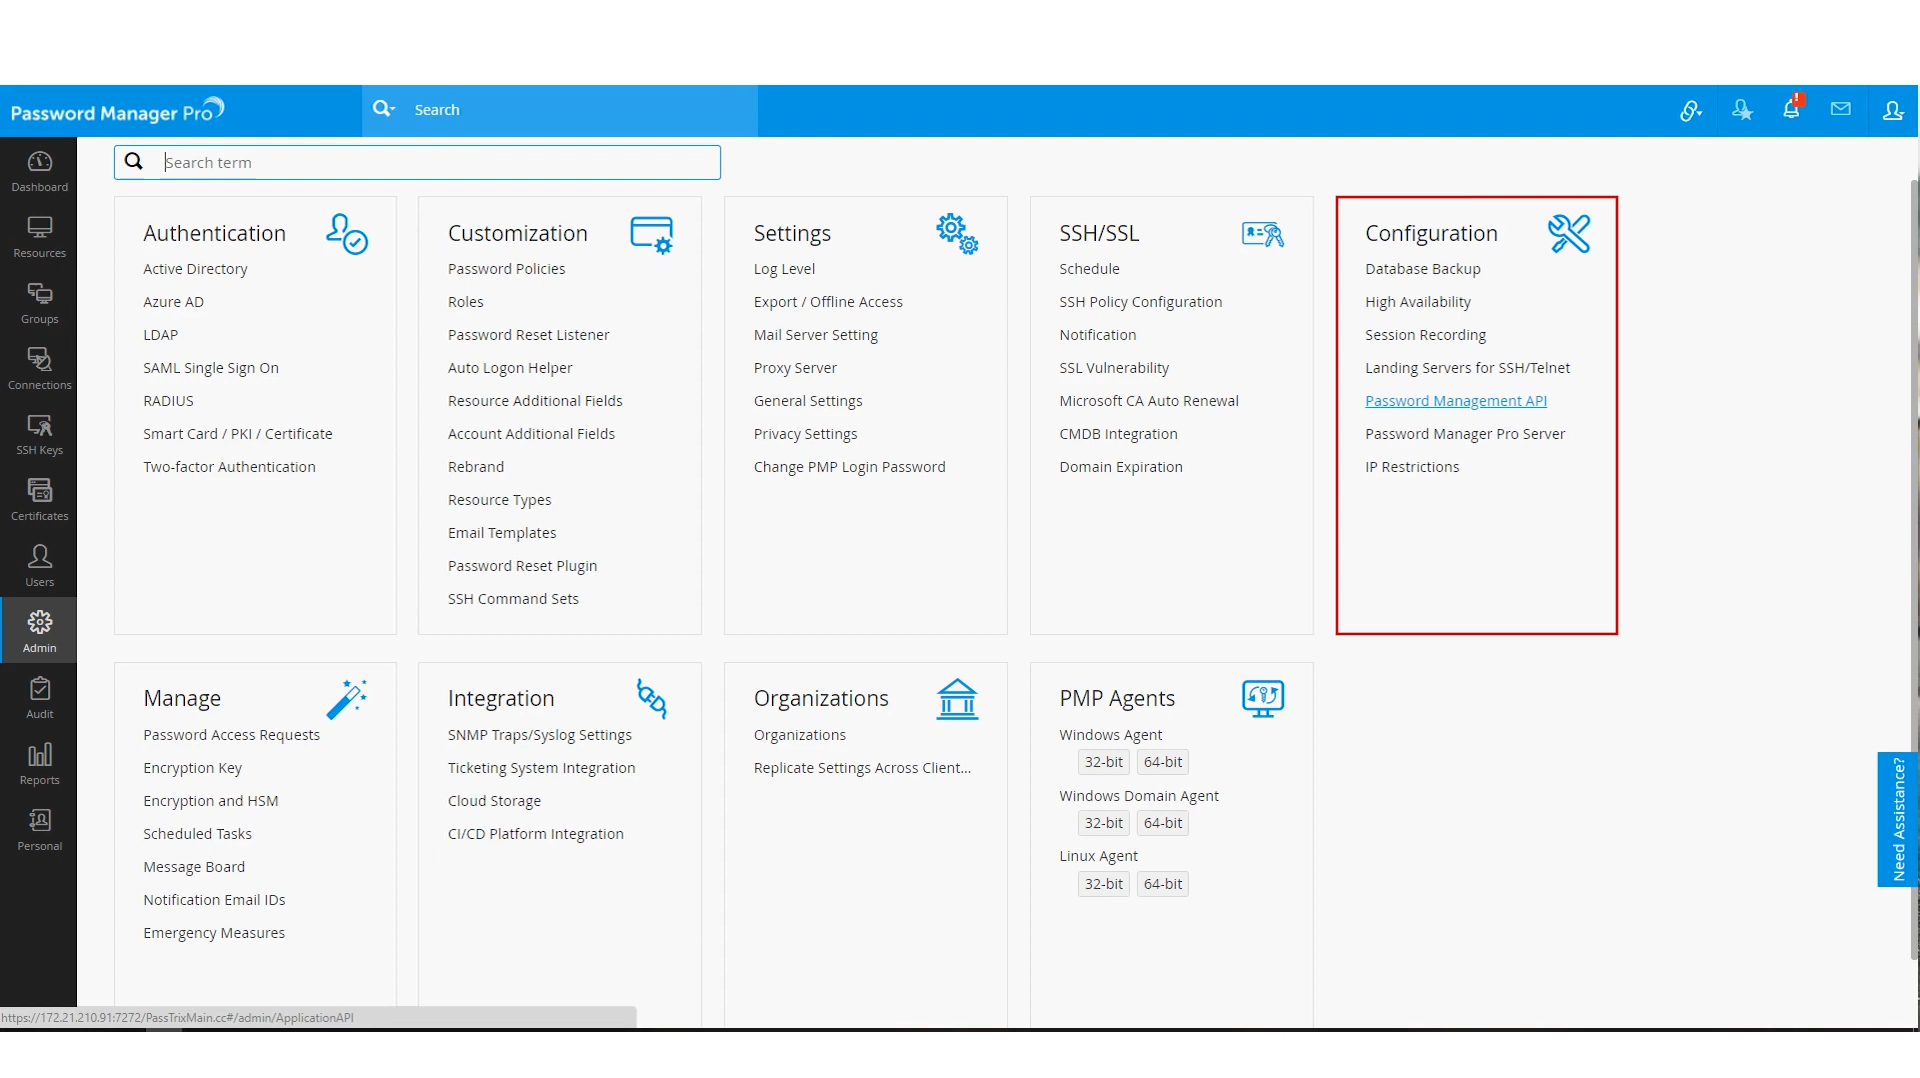 Password Manager Pro
Search
!
Search term
Dashboard
Resources
Groups
Connections
SSH Keys
Certificates
Users
Admin
Audit
Reports
Personal
Authentication
Active Directory
Azure AD
LDAP
SAML Single Sign On
RADIUS
Smart Card / PKI / Certificate
Two-factor Authentication
Customization
Password Policies
Roles
Password Reset Listener
Auto Logon Helper
Resource Additional Fields
Account Additional Fields
Rebrand
Resource Types
Email Templates
Password Reset Plugin
SSH Command Sets
Settings
Log Level
Export / Offline Access
Mail Server Setting
Proxy Server
General Settings
Privacy Settings
Change PMP Login Password
SSH/SSL
Schedule
SSH Policy Configuration
Notification
SSL Vulnerability
Microsoft CA Auto Renewal
CMDB Integration
Domain Expiration
Configuration
Database Backup
High Availability
Session Recording
Landing Servers for SSH/Telnet
Password Management API
Password Manager Pro Server
IP Restrictions
Manage
Password Access Requests
Encryption Key
Encryption and HSM
Scheduled Tasks
Message Board
Notification Email IDs
Emergency Measures
Integration
SNMP Traps/Syslog Settings
Ticketing System Integration
Cloud Storage
CI/CD Platform Integration
Organizations
Organizations
Replicate Settings Across Client...
PMP Agents
Windows Agent
32-bit 64-bit
Windows Domain Agent
32-bit 64-bit
Linux Agent
32-bit 64-bit
Need Assistance?
https://172.21.210.91:7272/PassTrixMain.cc#/admin/ApplicationAPI